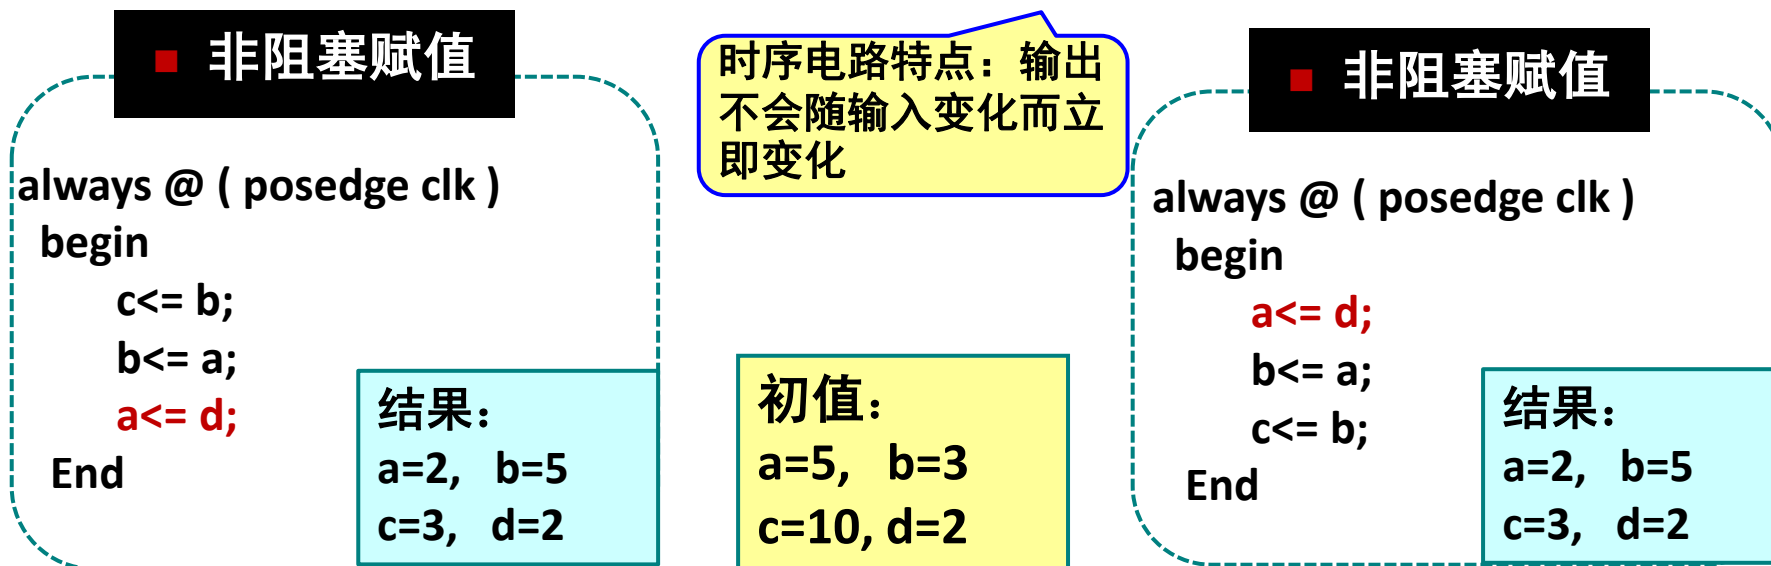 ■ 非阻塞赋值
always @ ( posedge clk )
begin
c<= b;
b<= a;
a<= d;
End
结果：
a=2, b=5
c=3, d=2
时序电路特点：输出
不会随输入变化而立
即变化
初值：
a=5, b=3
c=10, d=2
■ 非阻塞赋值
always @ ( posedge clk )
begin
a<= d;
b<= a;
c<= b;
End
结果：
a=2, b=5
c=3, d=2